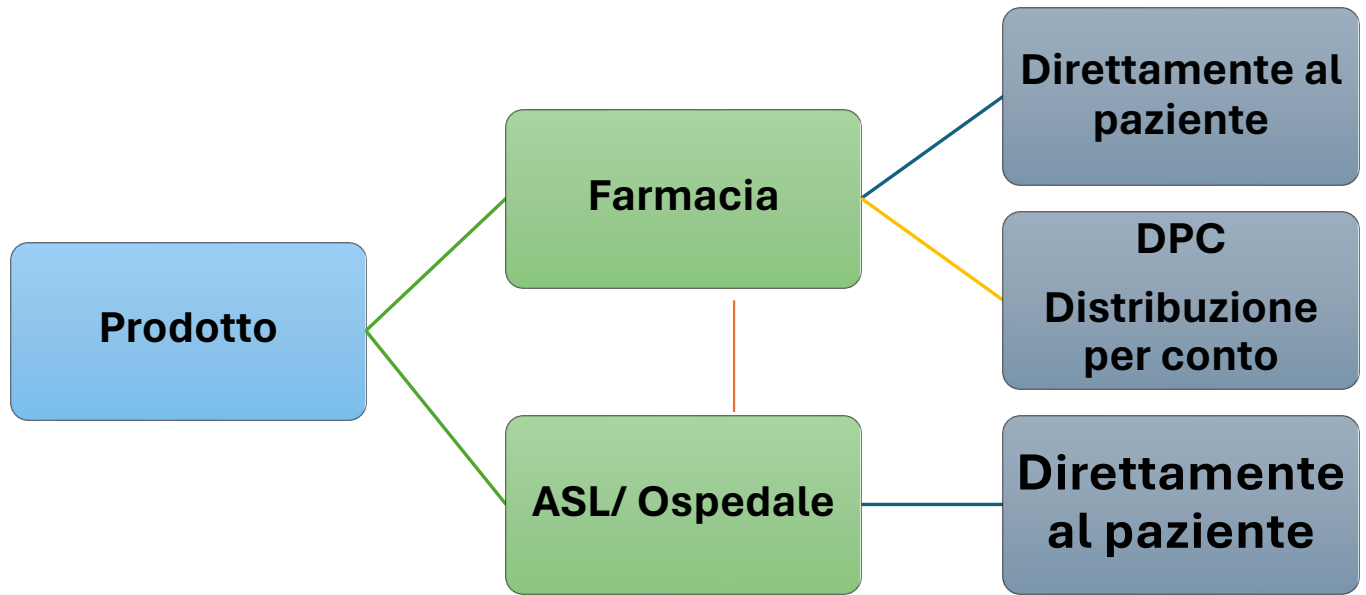 Direttamente al
paziente
Farmacia
DPC
Distribuzione
per conto
Prodotto
ASL/ Ospedale
Direttamente
al paziente